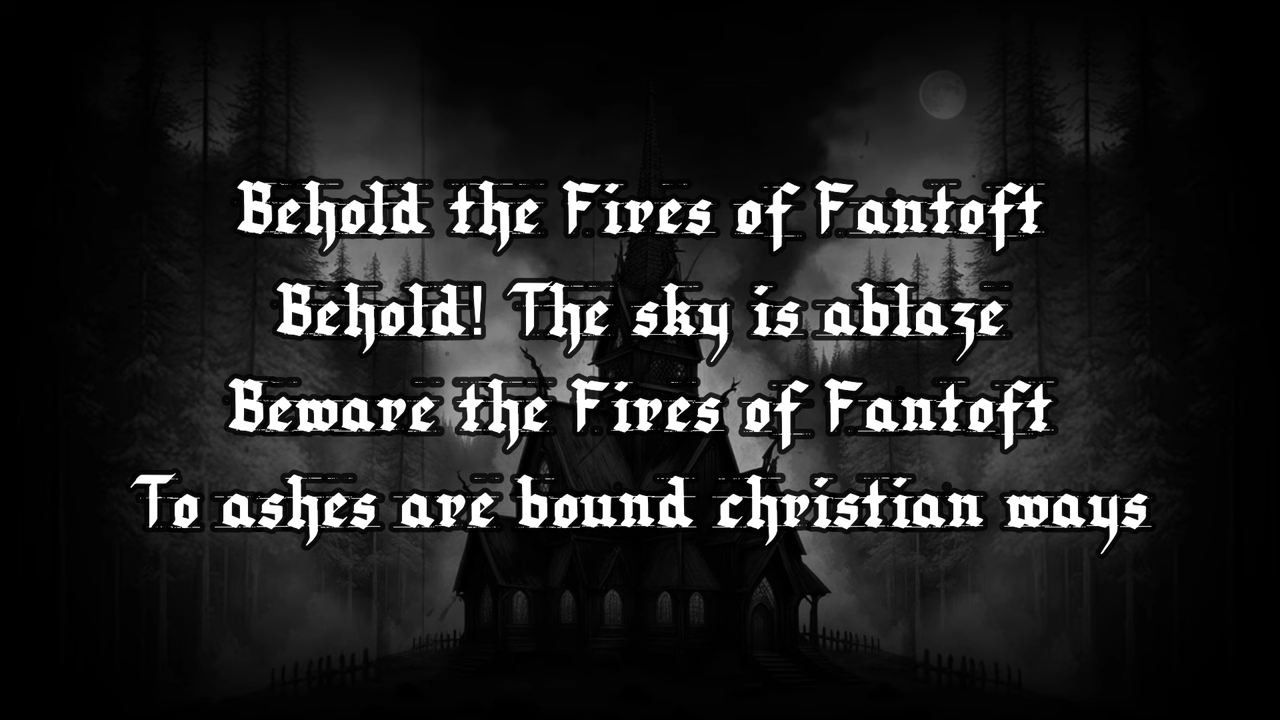 Behold the Fires of Fantoft
Behold! The sky is ablaze
Beware the Fires of Fantoft
To ashes are bound christian ways